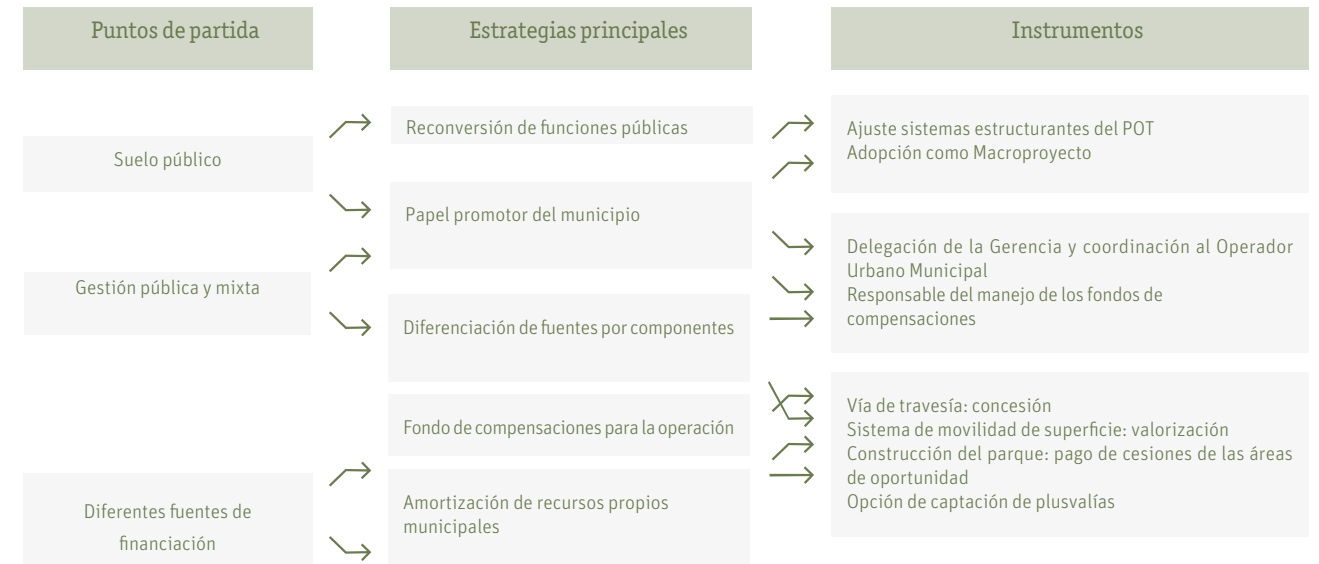 Puntos de partida
Estrategias principales
Instrumentos
Suelo público
Gestión pública y mixta
Diferentes fuentes de
financiación
Reconversión de funciones públicas
Papel promotor del municipio
Diferenciación de fuentes por componentes
Fondo de compensaciones para la operación
Amortización de recursos propios
municipales
Ajuste sistemas estructurantes del POT
Adopción como Macroproyecto
Delegación de la Gerencia y coordinación al Operador
Urbano Municipal
Responsable del manejo de los fondos de
compensaciones
Vía de travesía: concesión
Sistema de movilidad de superficie: valorización
Construcción del parque: pago de cesiones de las áreas
de oportunidad
Opción de captación de plusvalías